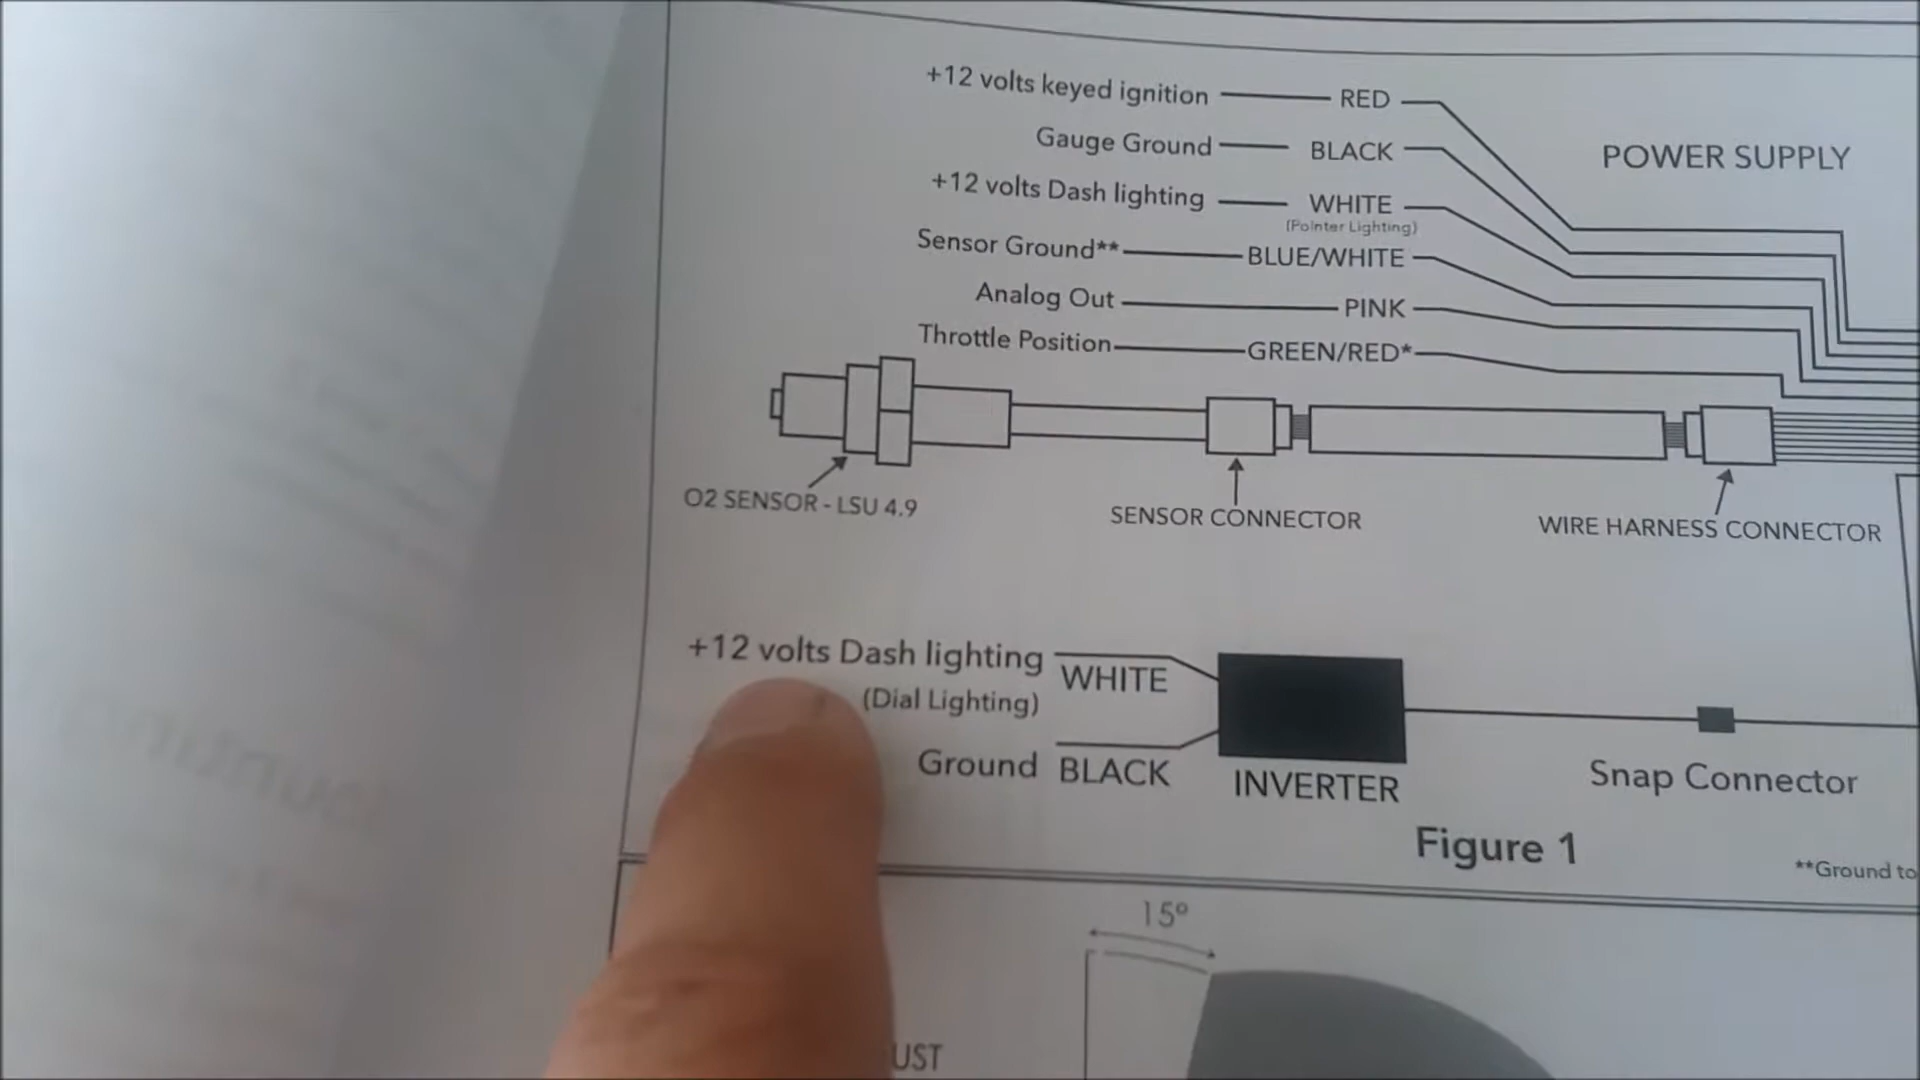 +12 volts keyed ignition RED
Gauge Ground BLACK
POWER SUPPLY
+12 volts Dash lighting WHITE
(Pointer Lighting)
Sensor Ground** BLUE/WHITE
Analog Out PINK
Throttle Position GREEN/RED*
O2 SENSOR - LSU 4.9
SENSOR CONNECTOR
WIRE HARNESS CONNECTOR
+12 volts Dash lighting WHITE
(Dial Lighting)
Ground BLACK
INVERTER
Snap Connector
Figure 1
**Ground to
15º
UST